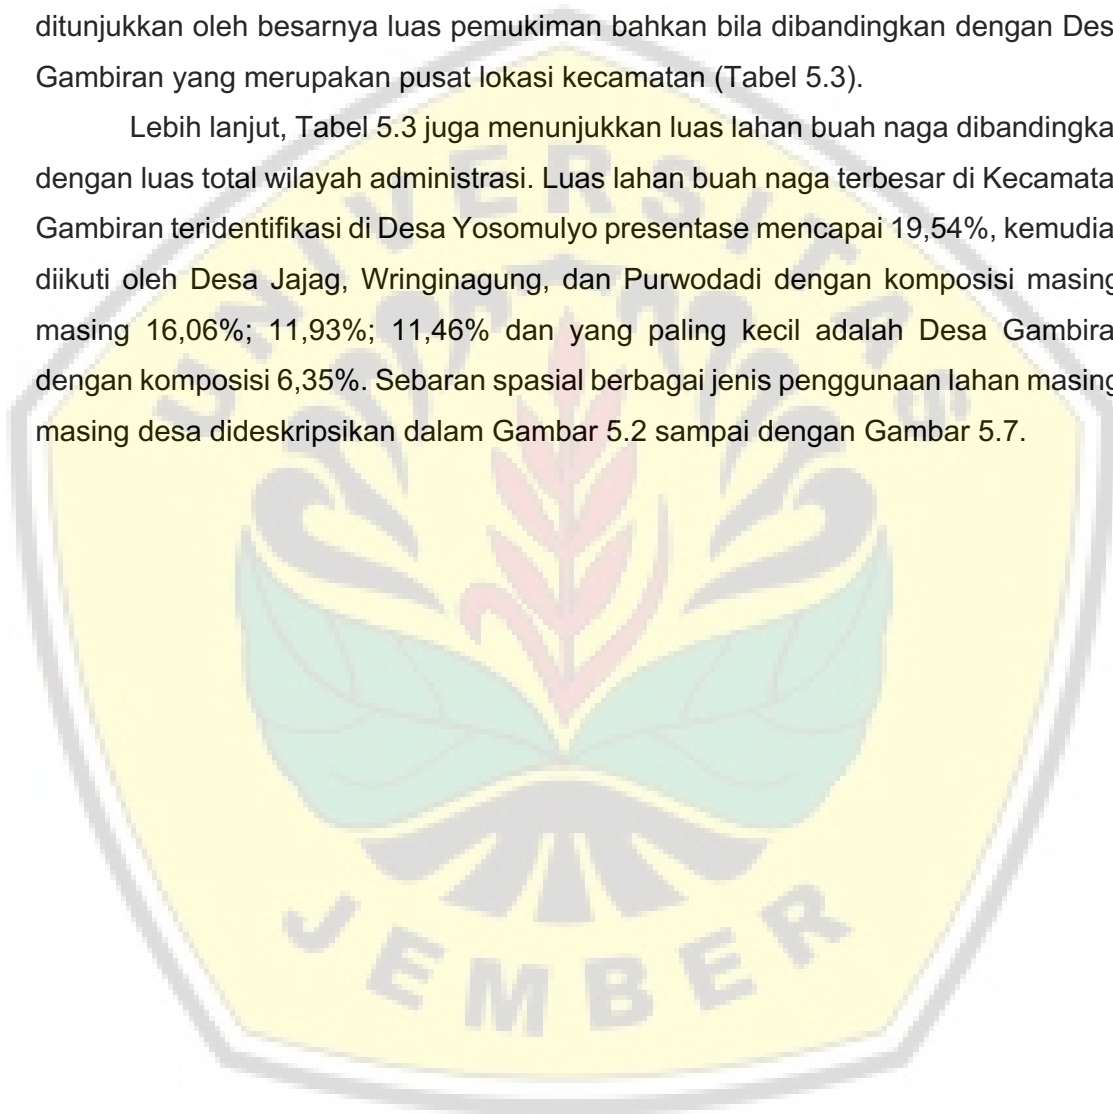 ditunjukkan oleh besarnya luas pemukiman bahkan bila dibandingkan dengan Des
Gambiran yang merupakan pusat lokasi kecamatan (Tabel 5.3).
Lebih lanjut, Tabel 5.3 juga menunjukkan luas lahan buah naga dibandingka
dengan luas total wilayah administrasi. Luas lahan buah naga terbesar di Kecamata
Gambiran teridentifikasi di Desa Yosomulyo presentase mencapai 19,54%, kemudia
diikuti oleh Desa Jajag, Wringinagung, dan Purwodadi dengan komposisi masing
masing 16,06%; 11,93%; 11,46% dan yang paling kecil adalah Desa Gambira
dengan komposisi 6,35%. Sebaran spasial berbagai jenis penggunaan lahan masing
masing desa dideskripsikan dalam Gambar 5.2 sampai dengan Gambar 5.7.
UNIVERSITAS
JEMBER